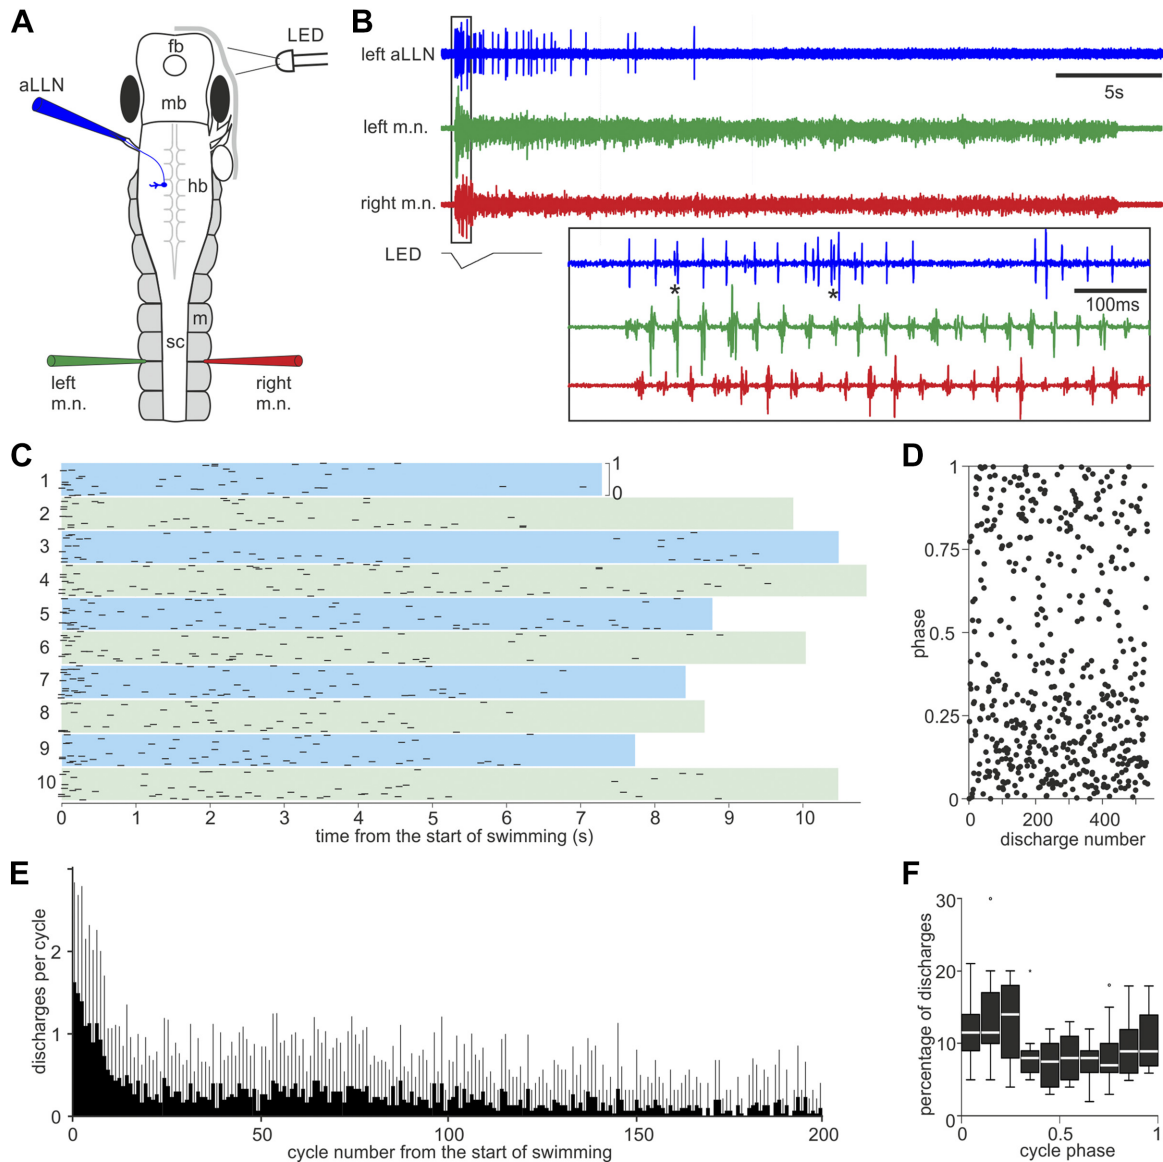 A
fb
LED
aLLN
mb
hb
m
sc
left
m.n.
right
m.n.
B
left aLLN
5s
left m.n.
right m.n.
LED
*
*
100ms
C
1
2
3
4
5
6
7
8
9
10
1
0
0 1 2 3 4 5 6 7 8 9 10
time from the start of swimming (s)
D
1
0.75
0.5
0.25
0
phase
0 200 400
discharge number
E
2
1
0
discharges per cycle
0 50 100 150 200
cycle number from the start of swimming
F
30
20
10
0
percentage of discharges
0 0.5 1
cycle phase